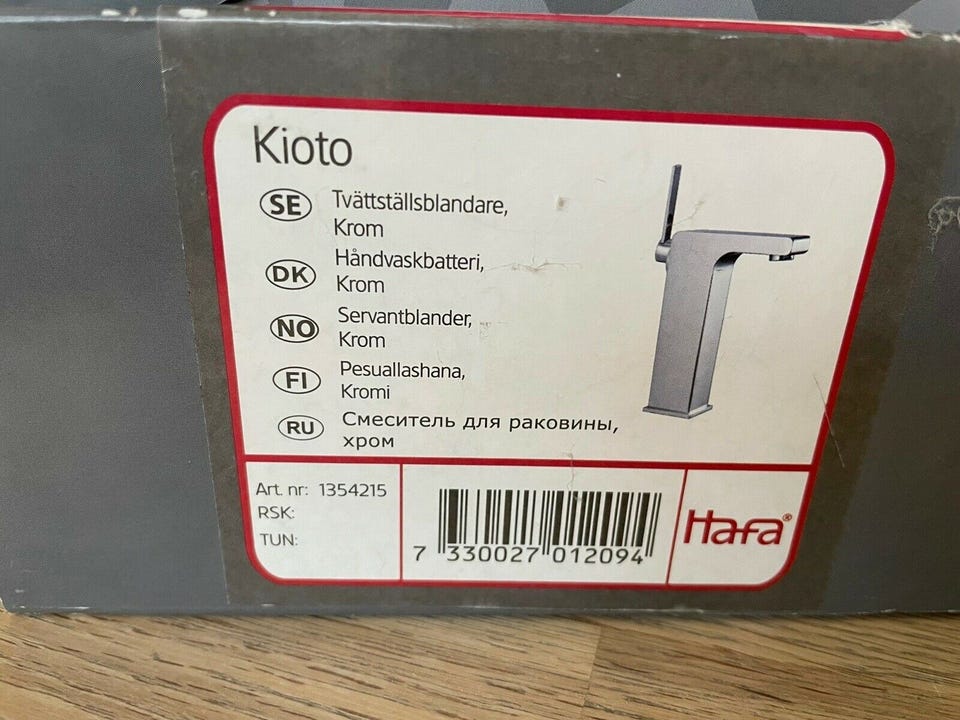 Kioto
SE Tvättställsblandare,
Krom
DK Håndvaskbatteri,
Krom
NO Servantblander,
Krom
FI Pesuallashana,
Kromi
RU Смеситель для раковины,
хром
Art. nr: 1354215
RSK:
TUN:
7 330027 012094
Hafa®